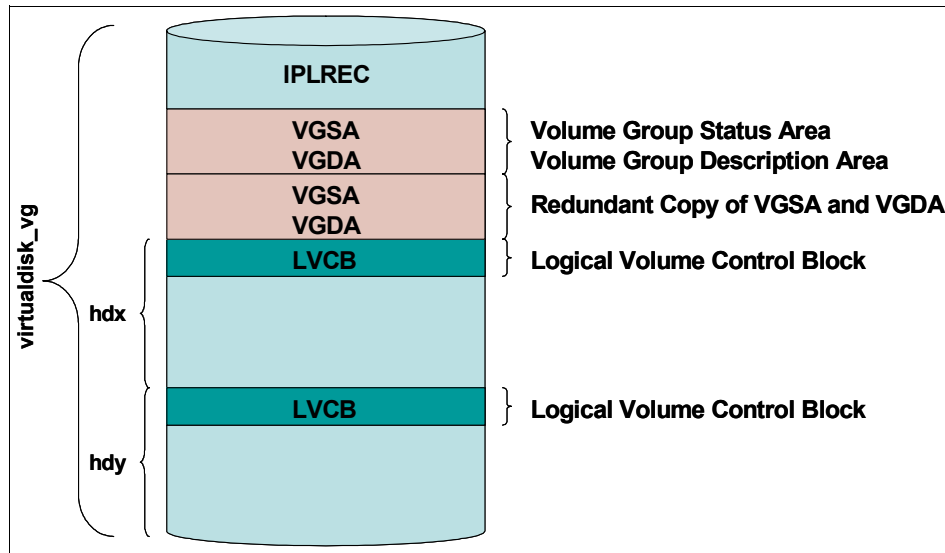 IPLREC
VGSA
Volume Group Status Area
VGDA
Volume Group Description Area
VGSA
VGDA
Redundant Copy of VGSA and VGDA
LVCB
Logical Volume Control Block
virtualdisk_vg
hdx
LVCB
Logical Volume Control Block
hdy